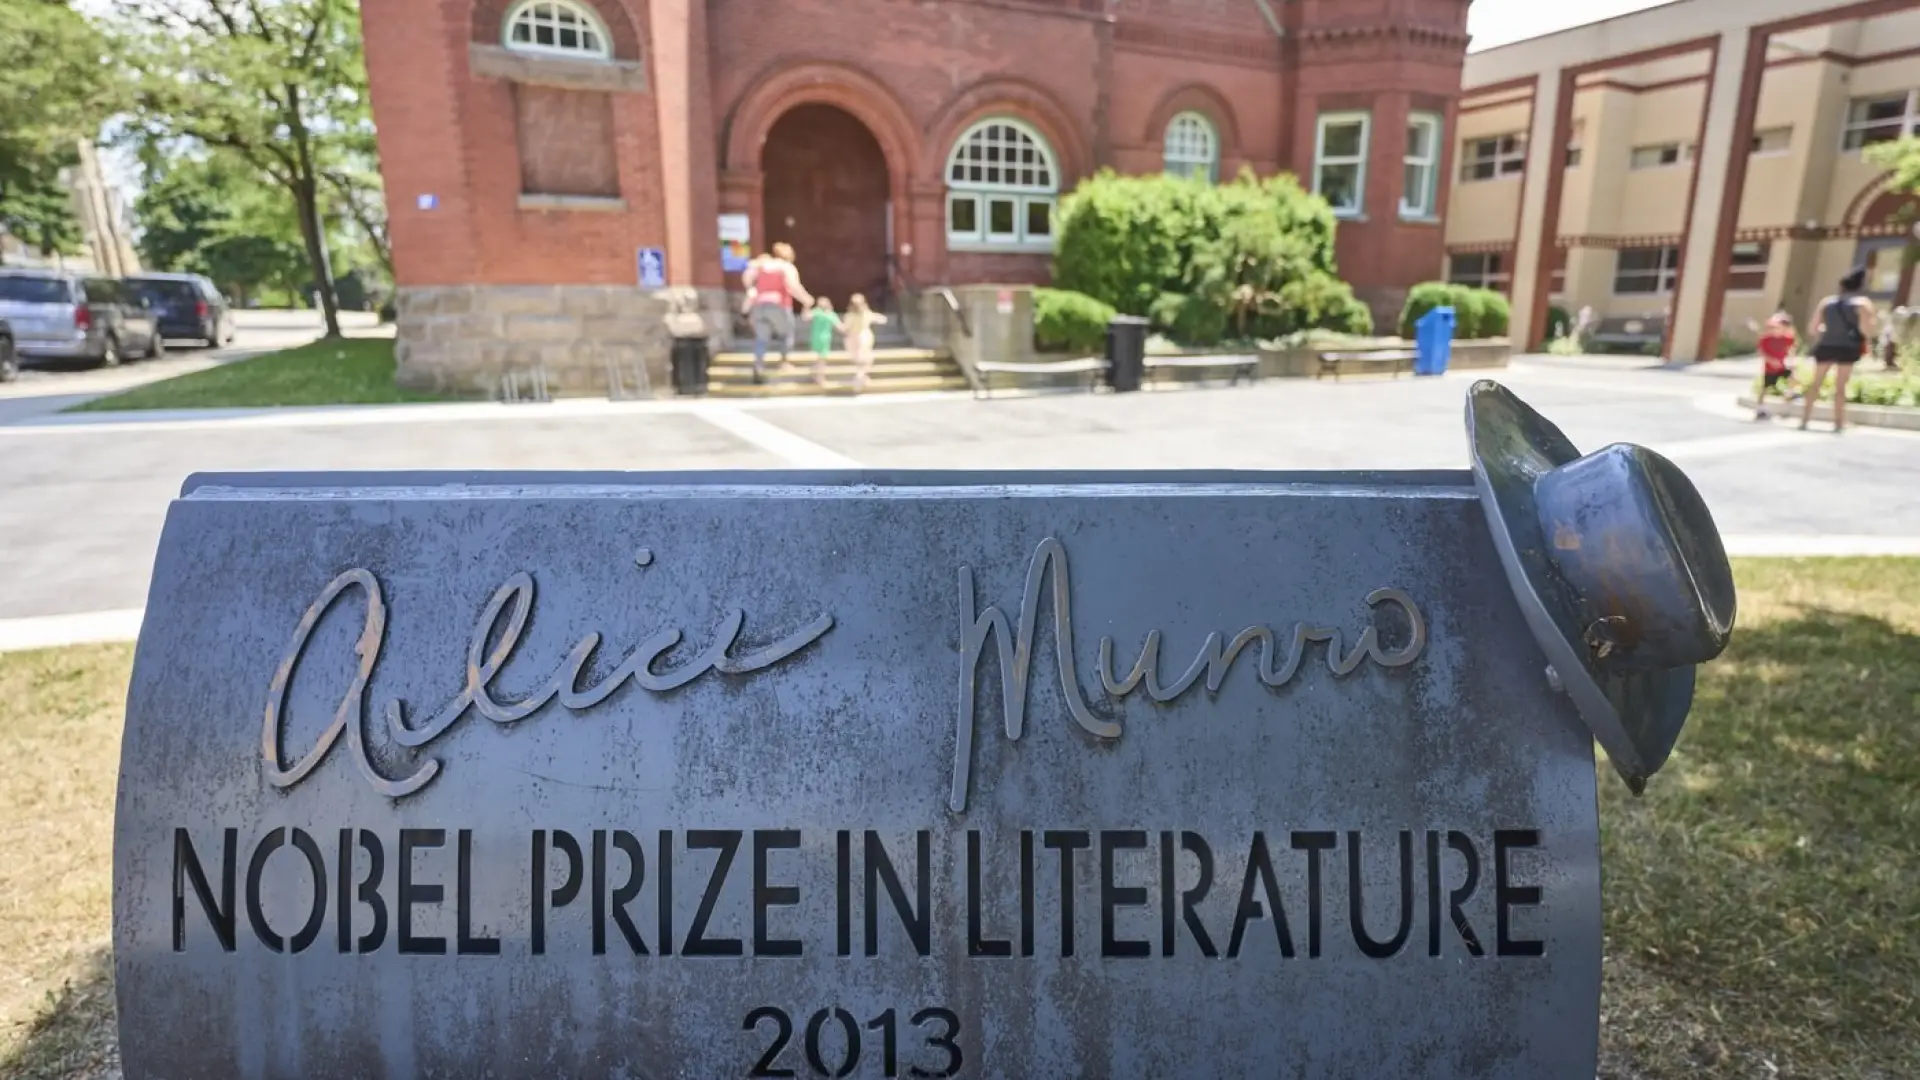 Alice Munro
NOBEL PRIZE IN LITERATURE
2013